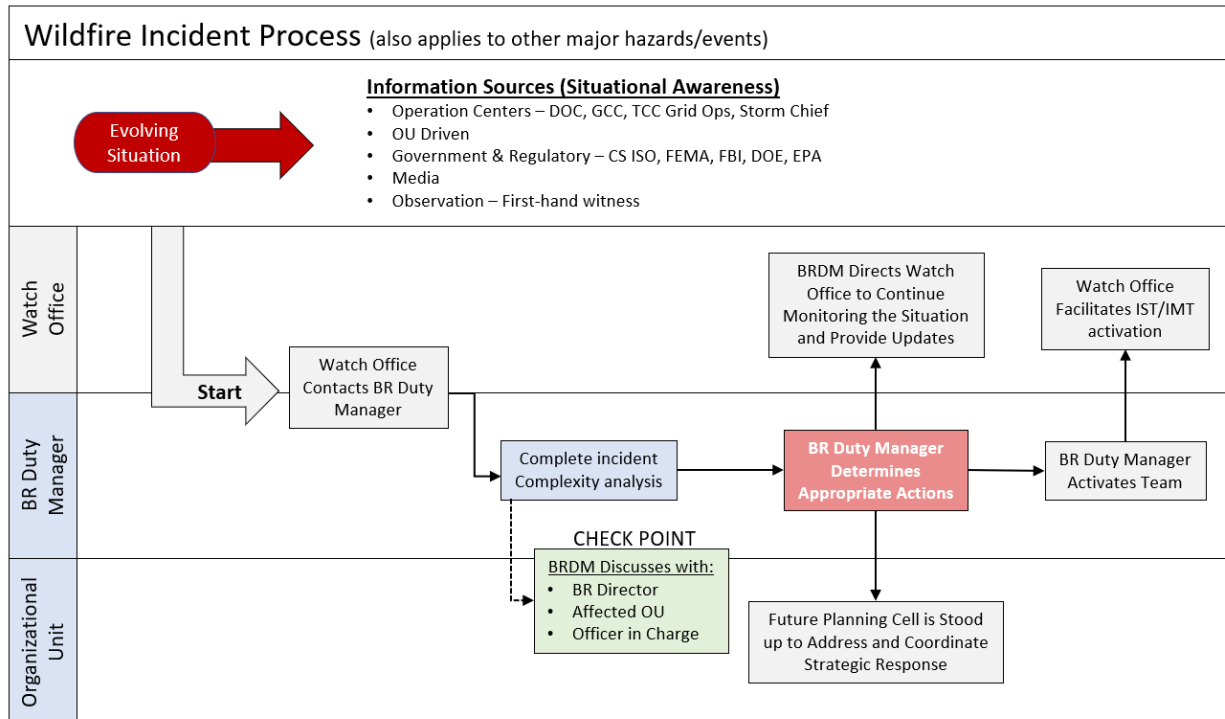 Wildfire Incident Process (also applies to other major hazards/events)
Evolving
Situation
Information Sources (Situational Awareness)
• Operation Centers – DOC, GCC, TCC Grid Ops, Storm Chief
• OU Driven
• Government & Regulatory – CS ISO, FEMA, FBI, DOE, EPA
• Media
• Observation – First-hand witness
Watch
Office
Start
Watch Office
Contacts BR Duty
Manager
BRDM Directs Watch
Office to Continue
Monitoring the Situation
and Provide Updates
Watch Office
Facilitates IST/IMT
activation
BR Duty
Manager
Complete incident
Complexity analysis
BR Duty Manager
Determines
Appropriate Actions
BR Duty Manager
Activates Team
Organizational
Unit
CHECK POINT
BRDM Discusses with:
• BR Director
• Affected OU
• Officer in Charge
Future Planning Cell is Stood
up to Address and Coordinate
Strategic Response